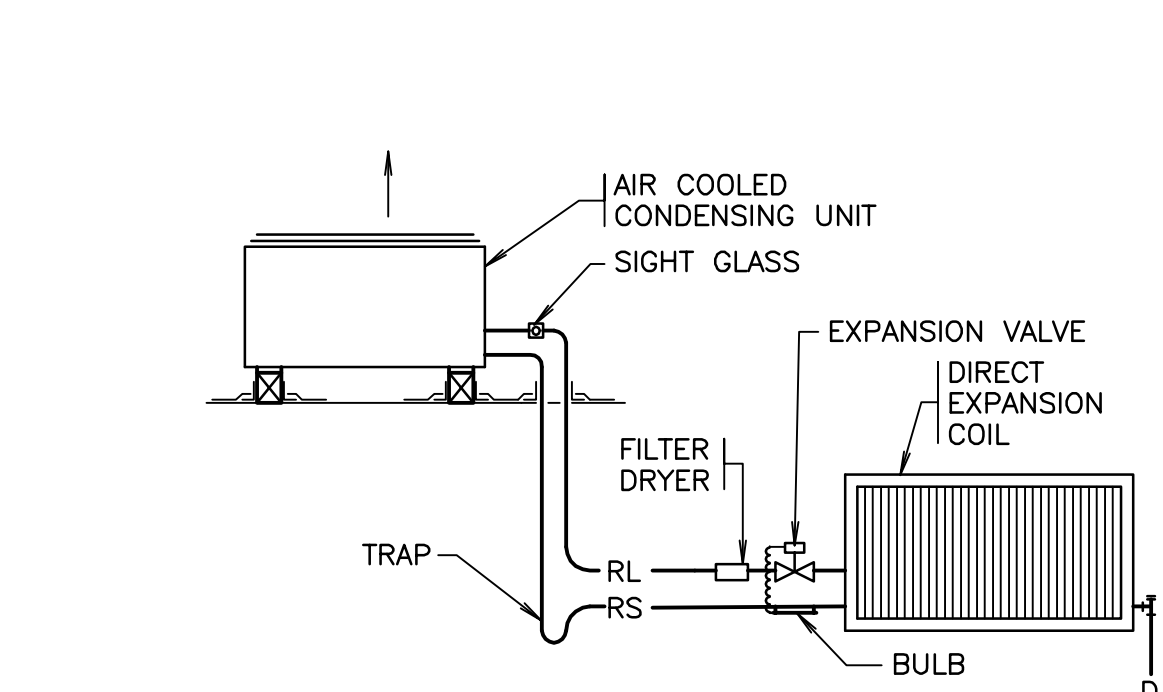 AIR COOLED
CONDENSING UNIT
SIGHT GLASS
EXPANSION VALVE
DIRECT
EXPANSION
COIL
FILTER
DRYER
TRAP
RL
RS
BULB